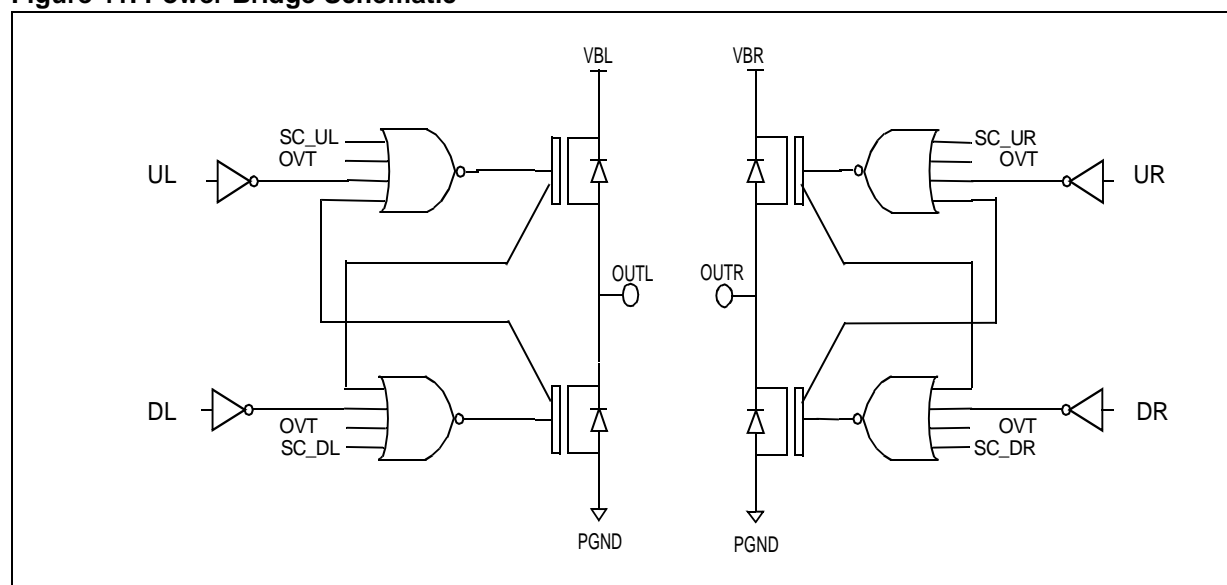 Figure 11. Power Bridge Schematic
VBL VBR
SC_UL SC_UR
OVT OVT
UL UR
OUTL OUTR
DL DR
OVT OVT
SC_DL SC_DR
PGND PGND